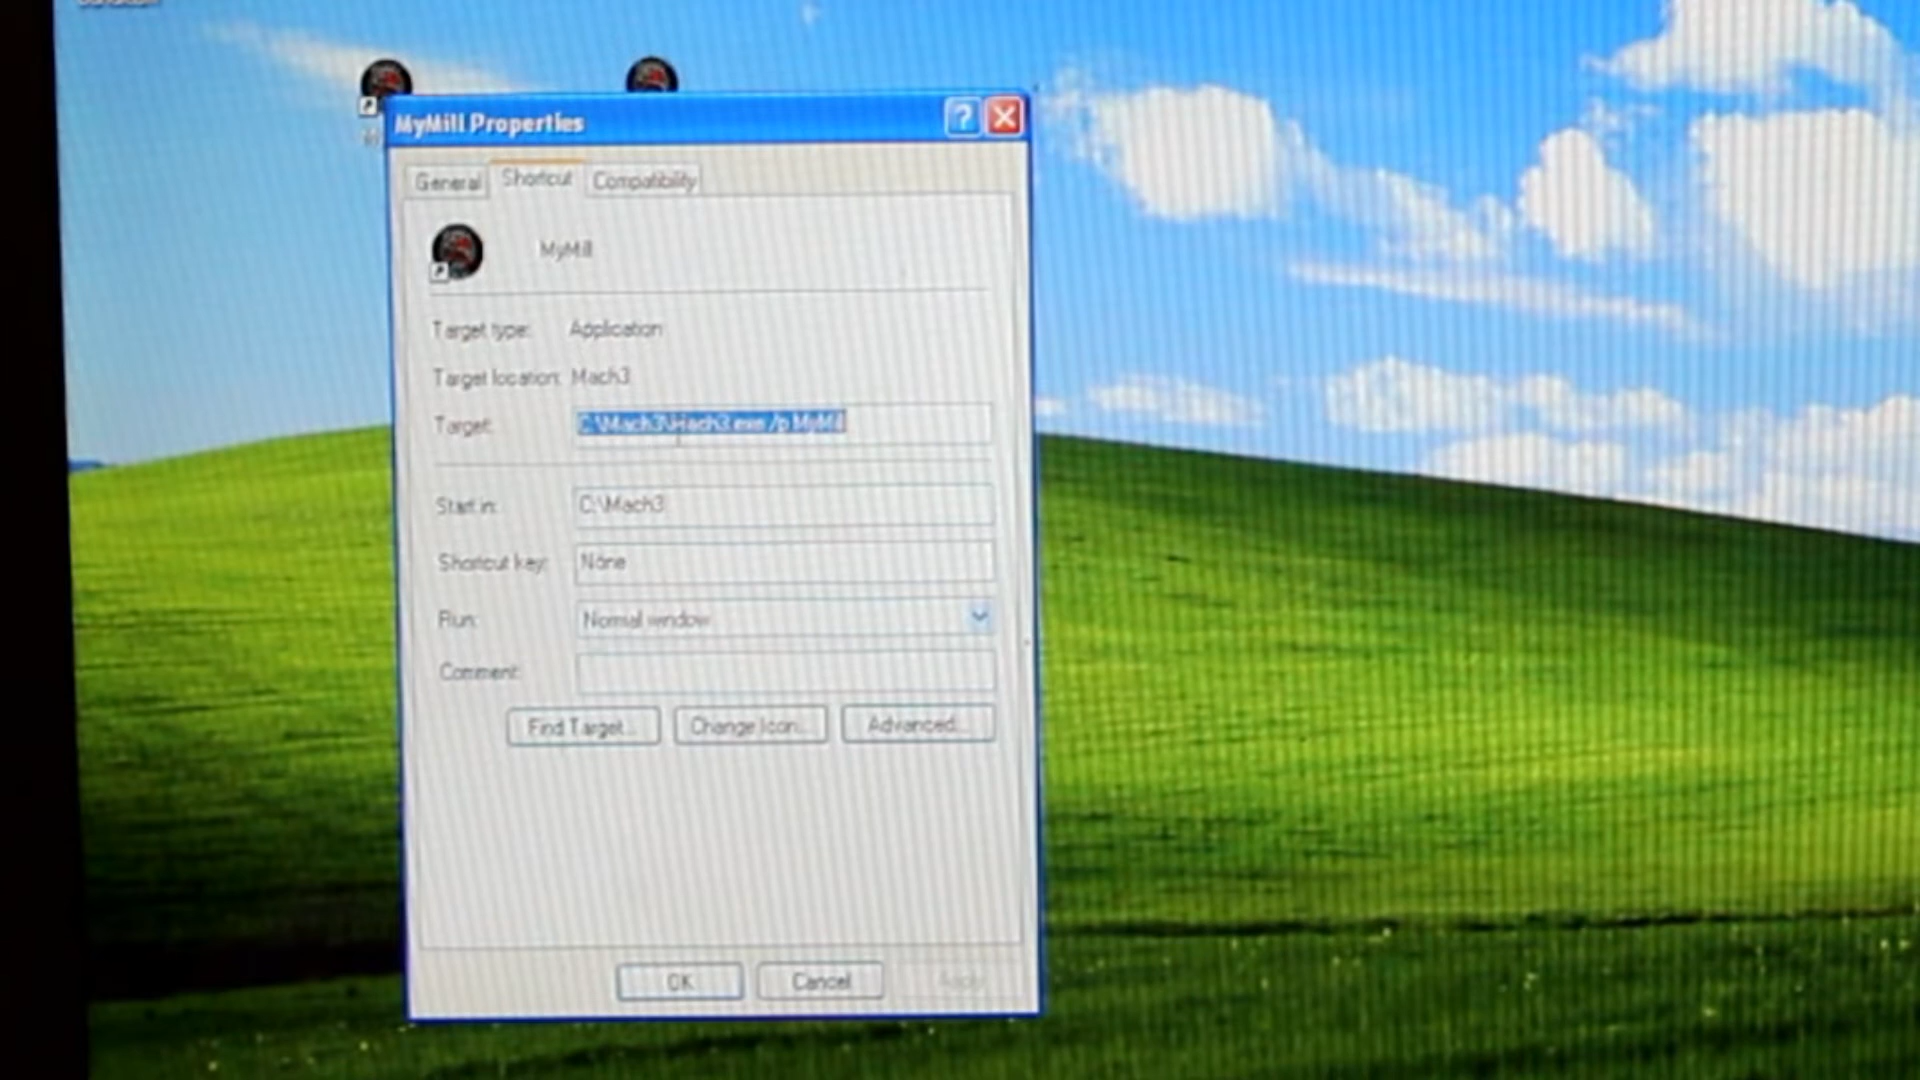 MyMill Properties
?
General Shortcut Compatibility
MyMill
Target type: Application
Target location: Mach3
Target: C:\Mach3\Mach3.exe /p MyMill
Start in: C:\Mach3
Shortcut key: None
Run: Normal window
Comment:
Find Target... Change Icon... Advanced...
OK Cancel Apply